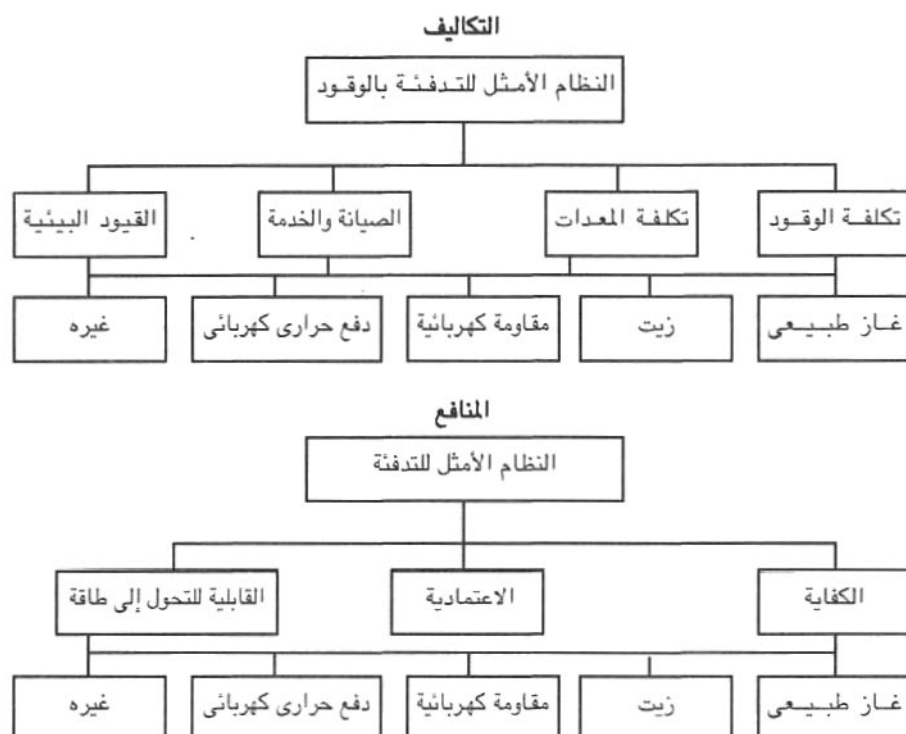 التكاليف
النظام الأمثل للتدفئة بالوقود
تكلفة الوقود
تكلفة المعدات
الصيانة والخدمة
القيود البيئية
غاز طبيعى
زيت
مقاومة كهربائية
دفع حرارى كهربائى
غيره
المنافع
النظام الأمثل للتدفئة
الكفاية
الاعتمادية
القابلية للتحول إلى طاقة
غاز طبيعى
زيت
مقاومة كهربائية
دفع حرارى كهربائى
غيره